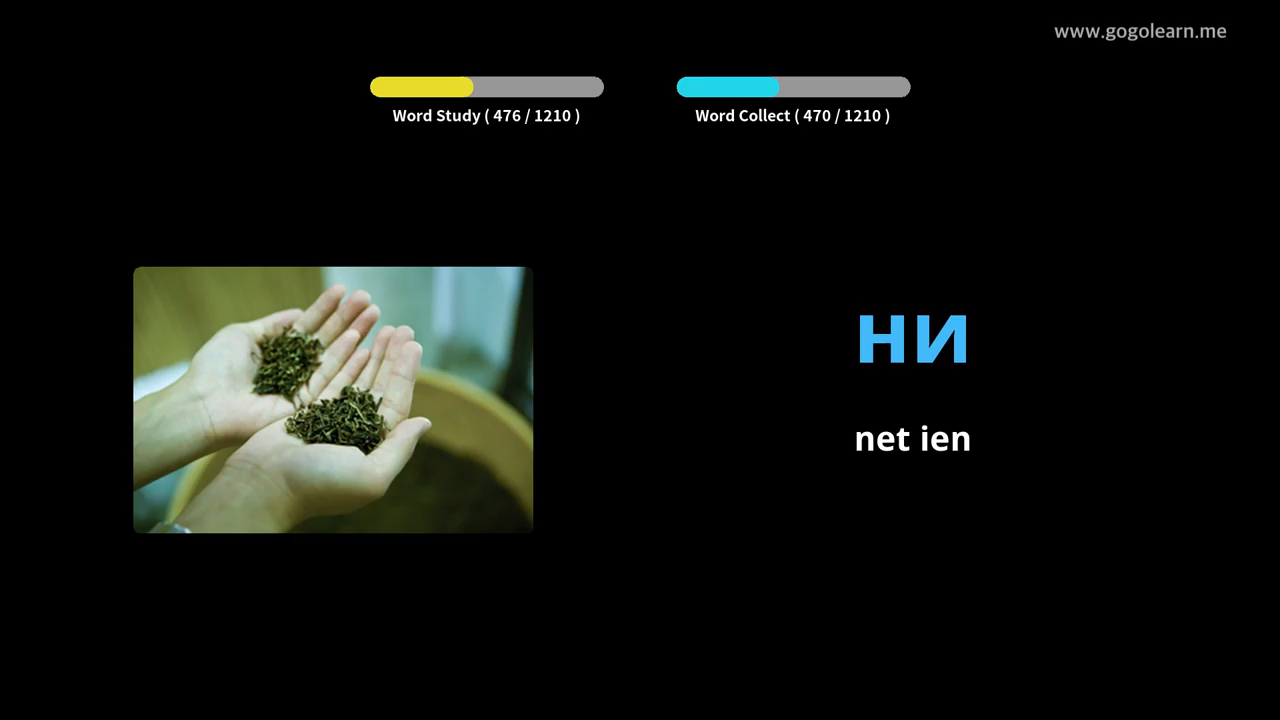 www.gogolearn.me
Word Study ( 476 / 1210 )
Word Collect ( 470 / 1210 )
ни
net ien